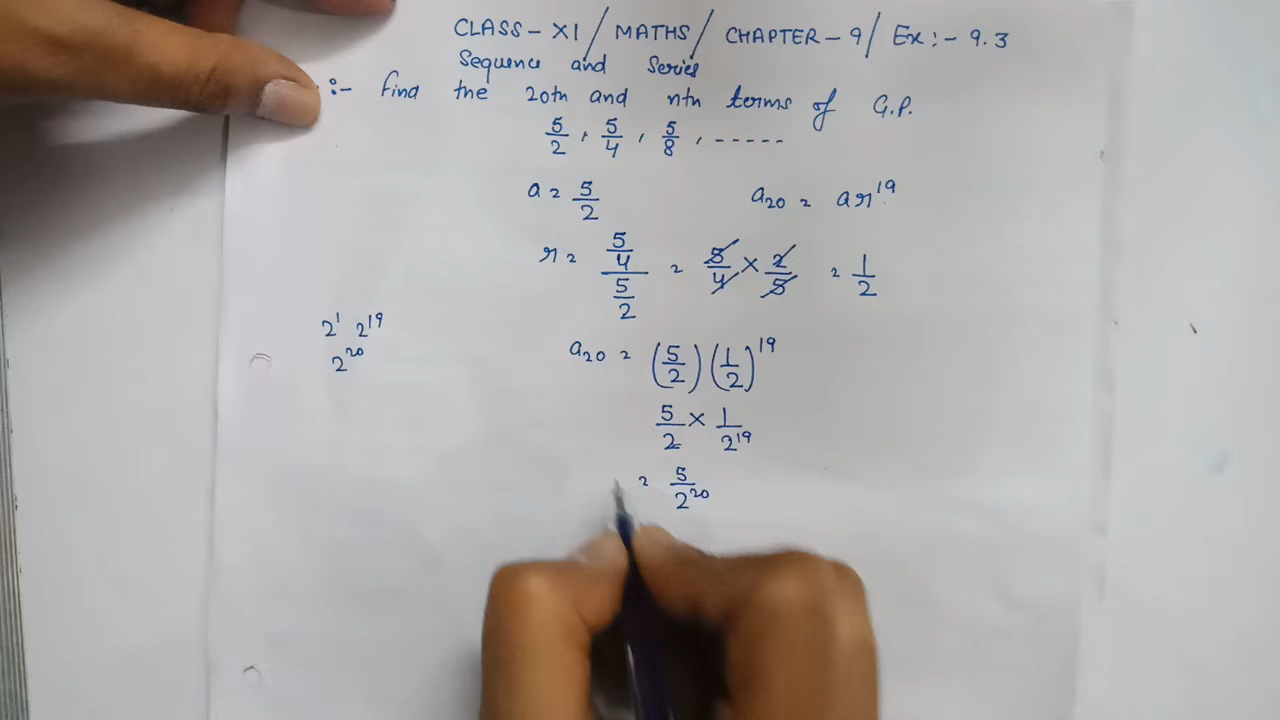 CLASS - XI / MATHS / CHAPTER - 9 / Ex :- 9.3
Sequence and Series
:- Find the 20th and nth terms of G.P.
5/2, 5/4, 5/8, ------
a = 5/2
a20 = ar^19
r = (5/4)/(5/2) = 5/4 × 2/5 = 1/2
2^1 2^19
2^20
a20 = (5/2)(1/2)^19
5/2 × 1/2^19
= 5/2^20